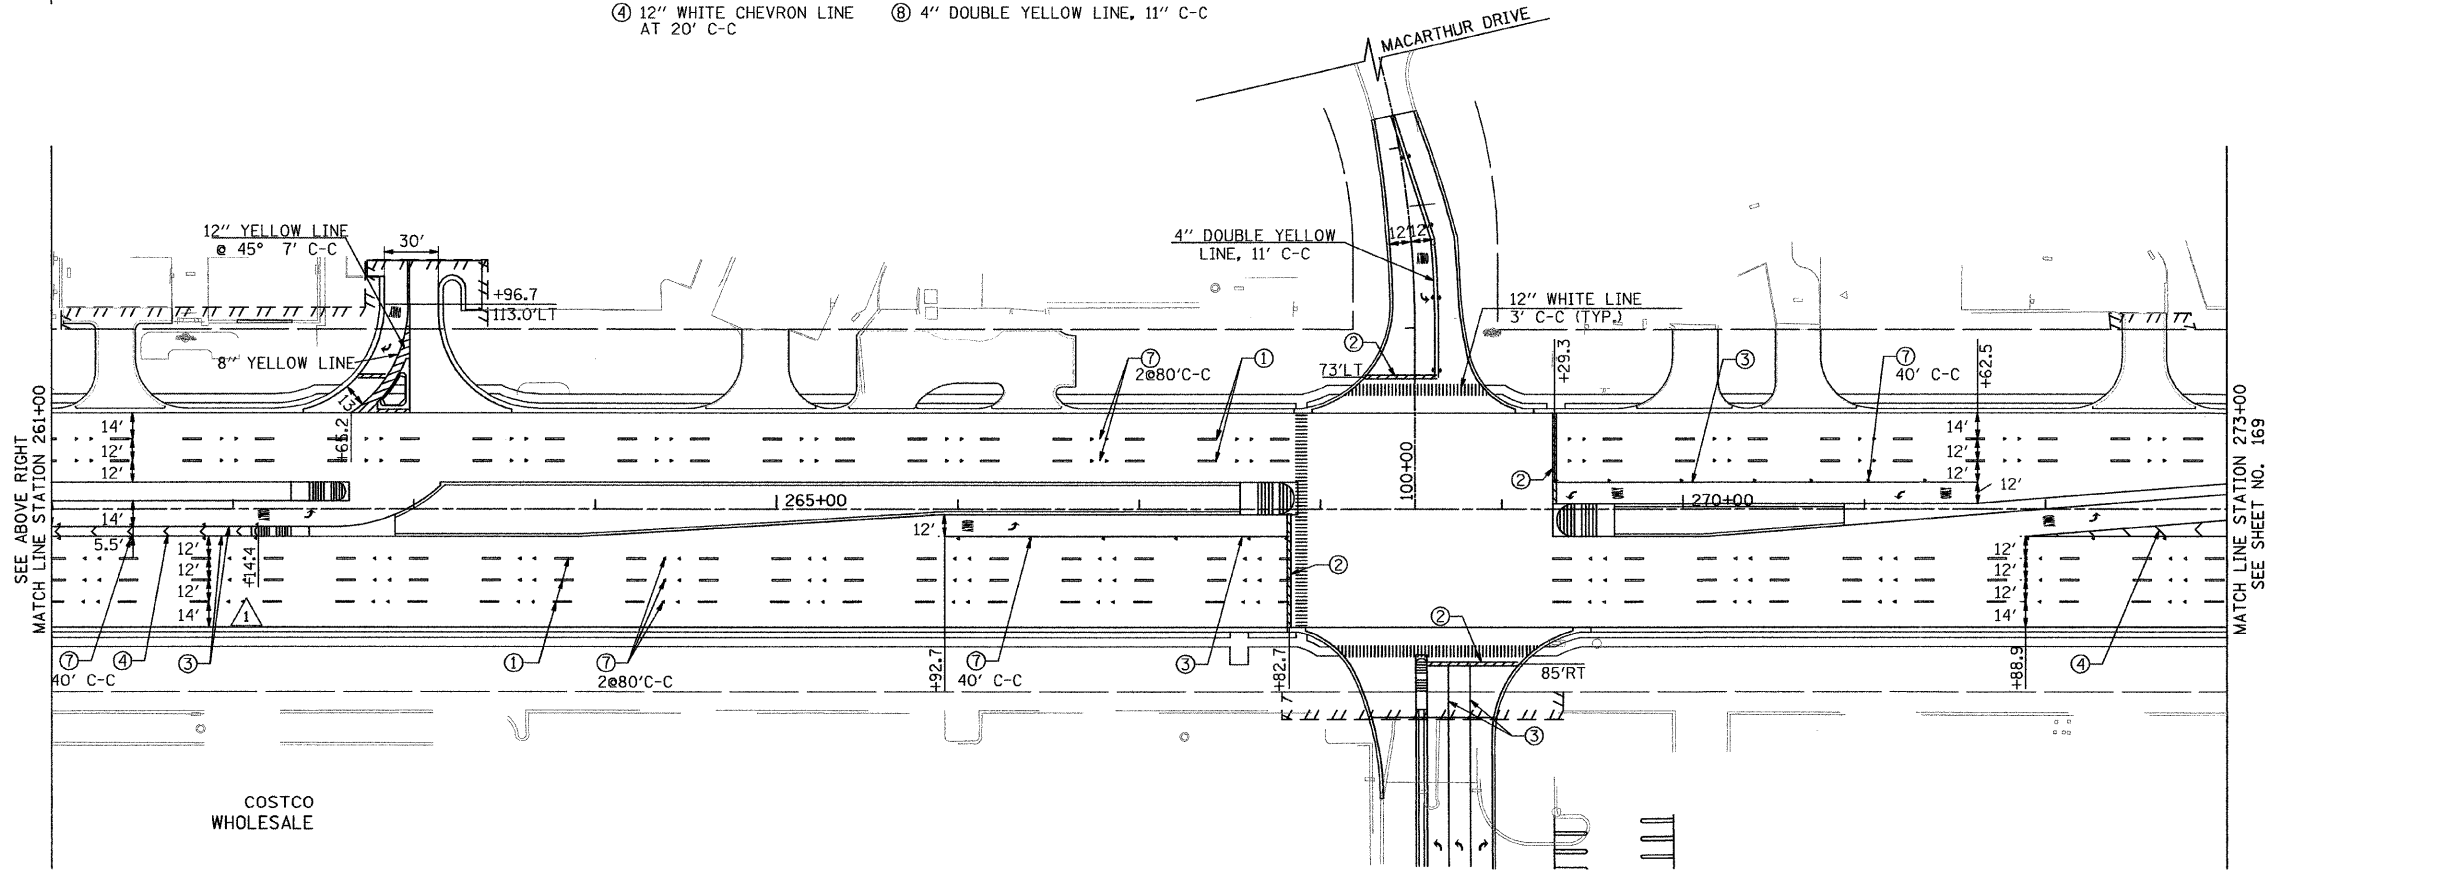 ④ 12" WHITE CHEVRON LINE
AT 20' C-C
⑧ 4" DOUBLE YELLOW LINE, 11" C-C
MACARTHUR DRIVE
12" YELLOW LINE
@ 45° 7' C-C
30'
+96.7
113.0'LT
8" YELLOW LINE
13'
+65.2
4" DOUBLE YELLOW
LINE, 11' C-C
12'
12'
ONLY
12" WHITE LINE
3' C-C (TYP.)
②
73'LT
⑦
2@80'C-C
①
+29.3
③
⑦
40' C-C
+62.5
SEE ABOVE RIGHT
MATCH LINE STATION 261+00
14'
12'
12'
14'
5.5'
12'
12'
12'
14'
+14.4
1
265+00
12'
100+00
②
②
ONLY
270+00
ONLY
14'
12'
12'
12'
12'
12'
12'
14'
MATCH LINE STATION 273+00
SEE SHEET NO. 169
⑦
40' C-C
④
③
①
⑦
2@80'C-C
+92.7
⑦
40' C-C
③
+82.7
②
85'RT
③
+88.9
④
COSTCO
WHOLESALE